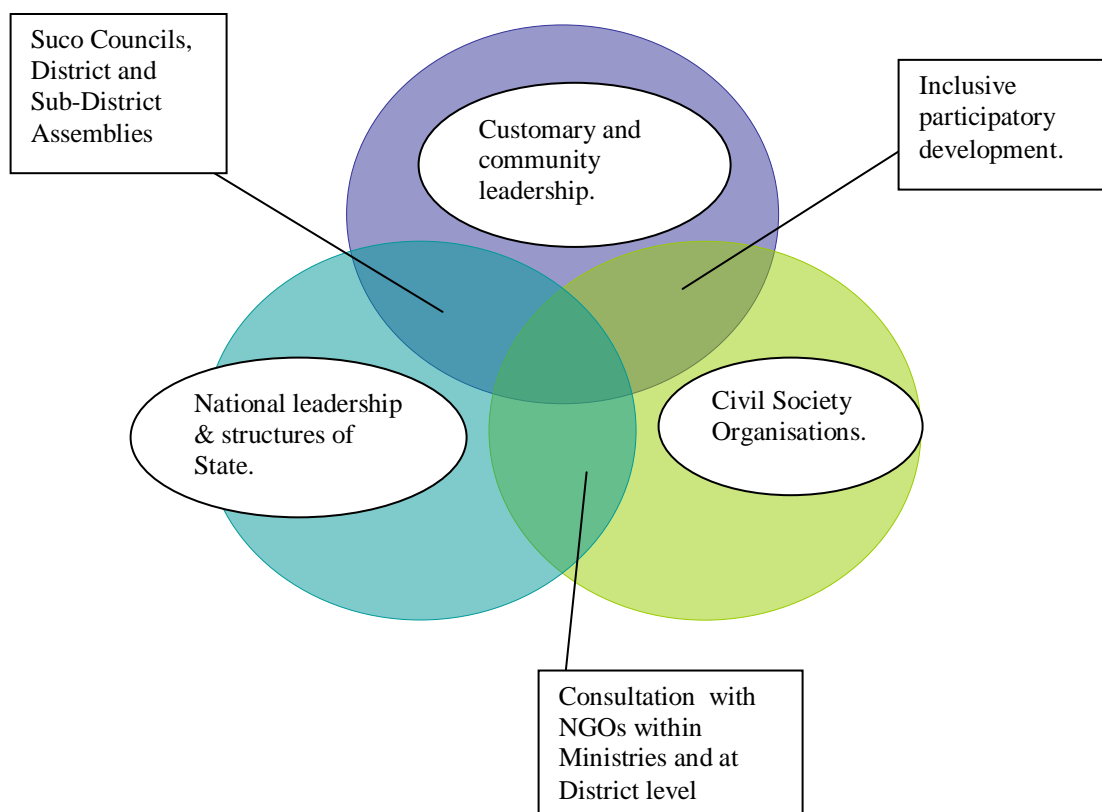 Suco Councils,
District and
Sub-District
Assemblies
Customary and
community
leadership.
Inclusive
participatory
development.
National leadership
& structures of
State.
Civil Society
Organisations.
Consultation with
NGOs within
Ministries and at
District level